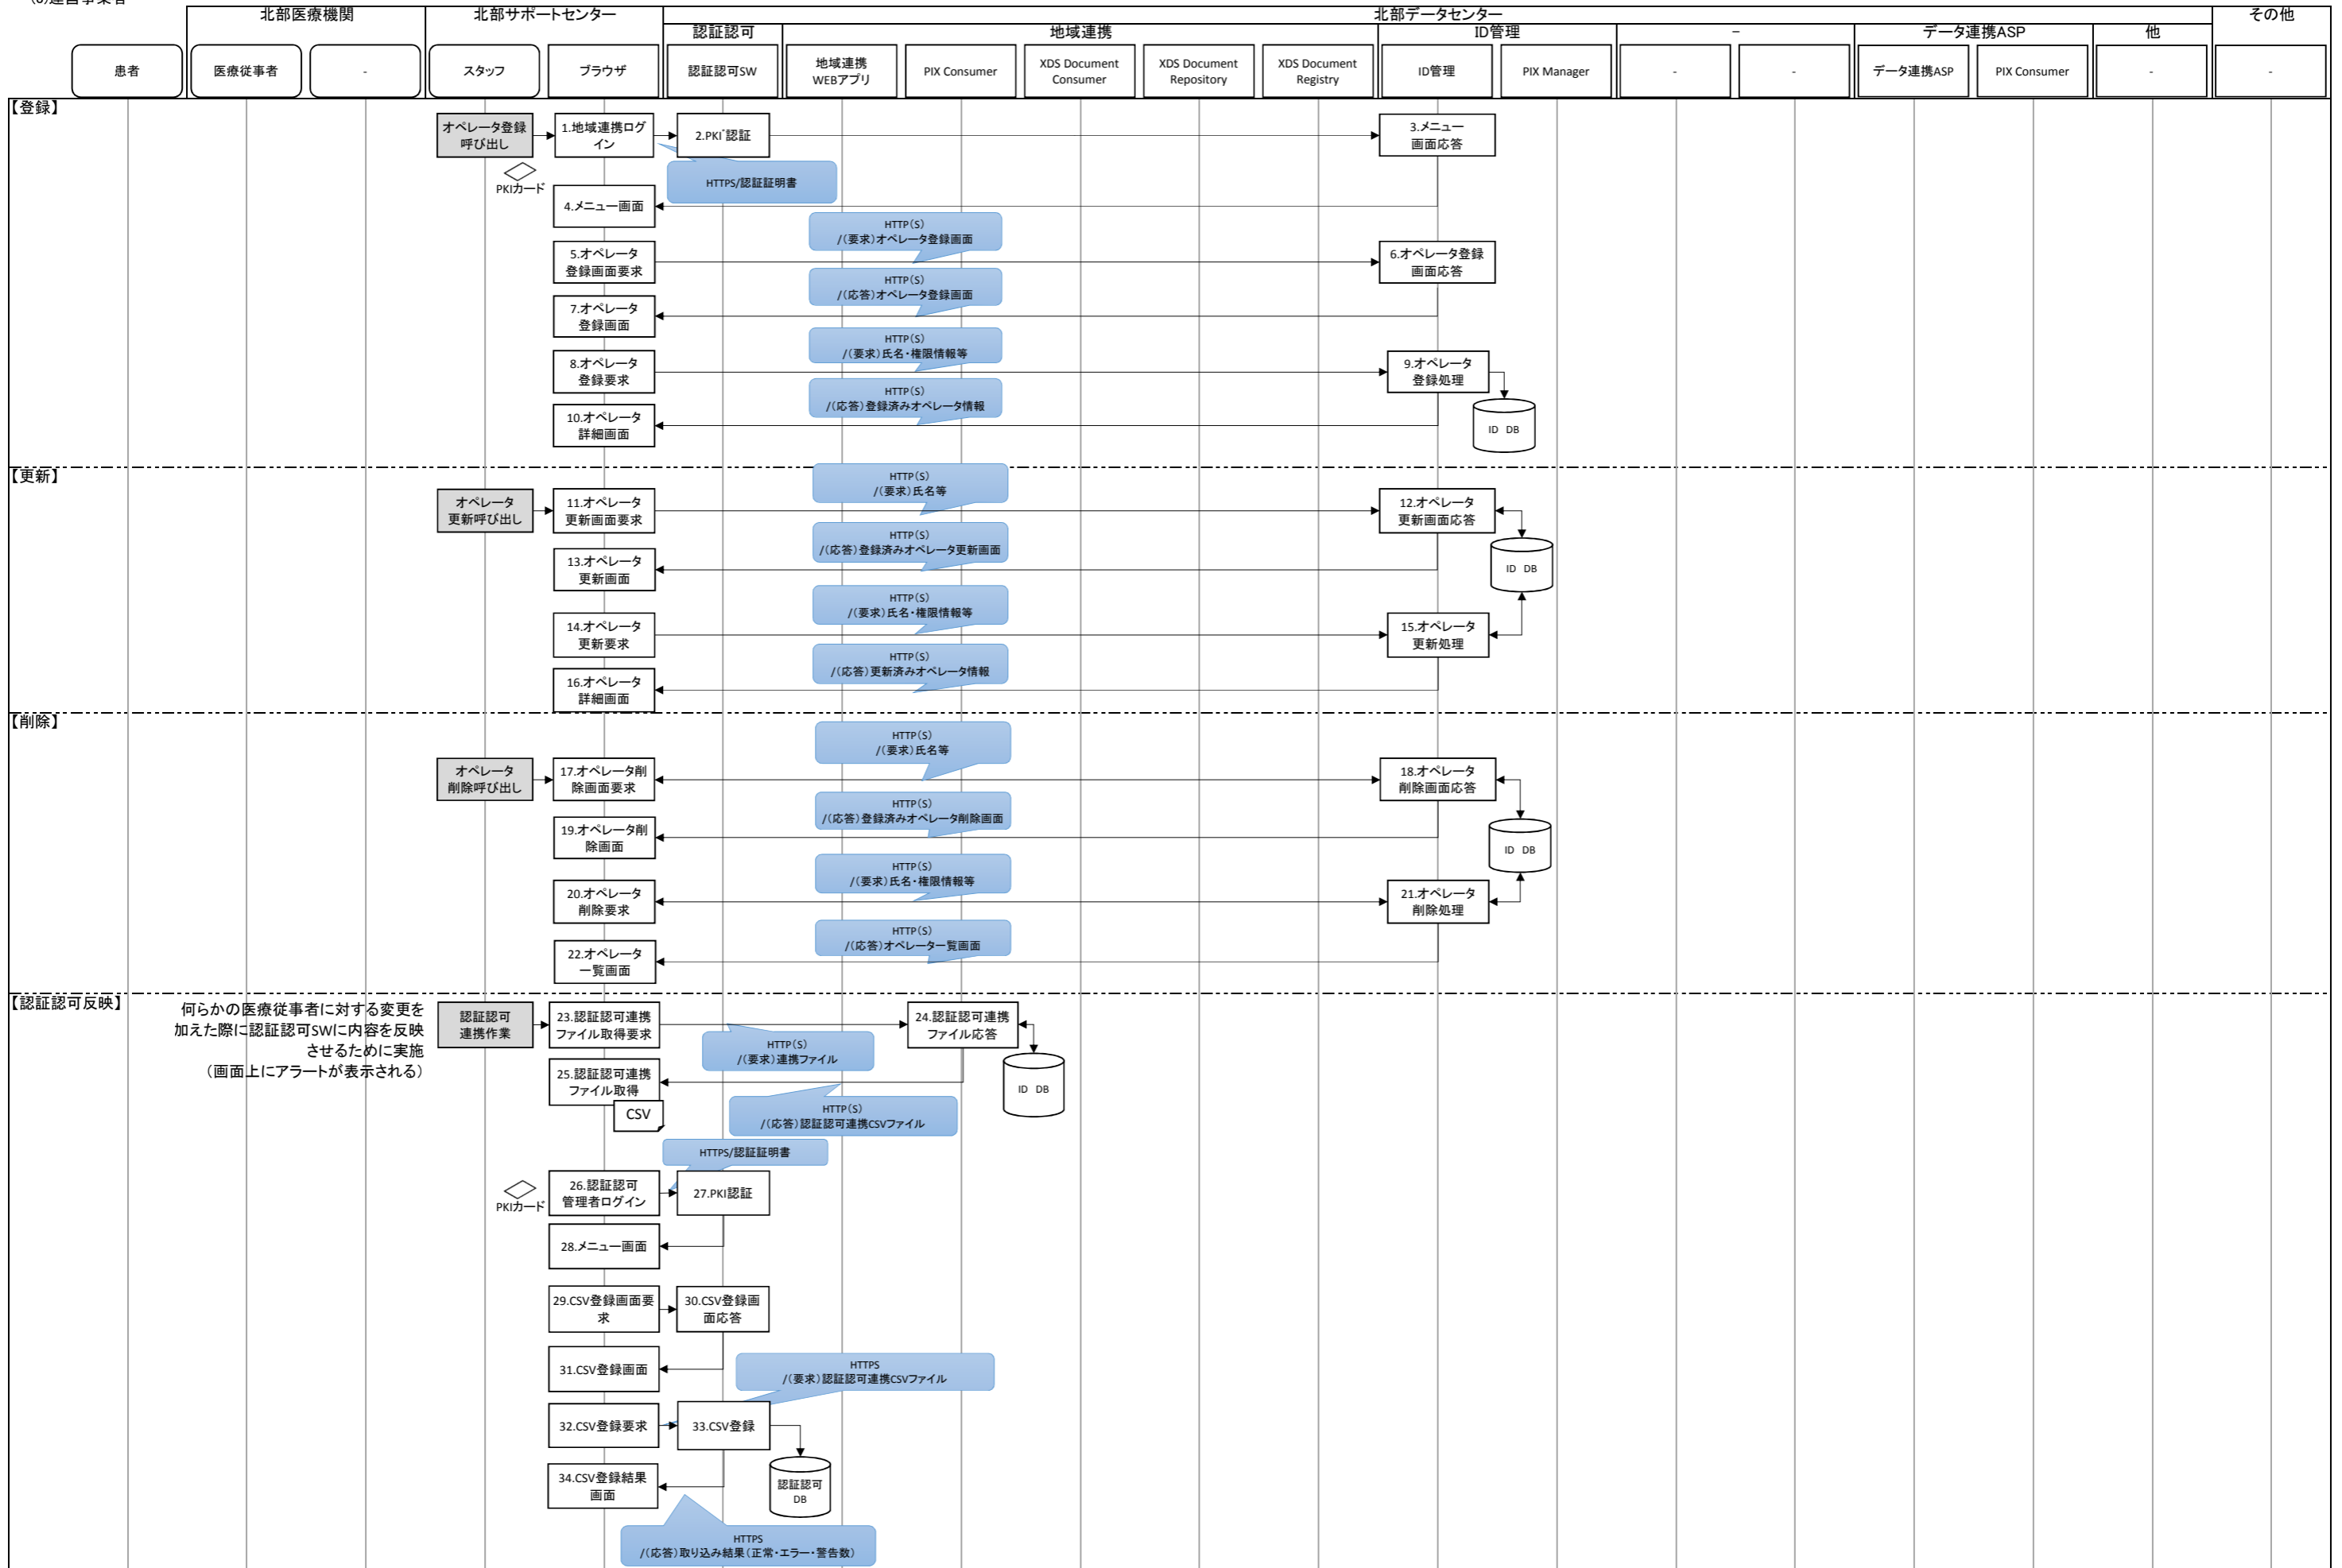 北部医療機関
北部サポートセンター
北部データセンター
その他
認証認可
地域連携
ID管理
-
データ連携ASP
他
患者
医療従事者
-
スタッフ
ブラウザ
認証認可SW
地域連携
WEBアプリ
PIX Consumer
XDS Document
Consumer
XDS Document
Repository
XDS Document
Registry
ID管理
PIX Manager
-
-
データ連携ASP
PIX Consumer
-
-
【登録】
オペレータ登録
呼び出し
1.地域連携ログ
イン
2.PKI 認証
3.メニュー
画面応答
PKIカード
HTTPS/認証証明書
4.メニュー画面
HTTP(S)
/(要求)オペレータ登録画面
5.オペレータ
登録画面要求
6.オペレータ登録
画面応答
HTTP(S)
/(応答)オペレータ登録画面
7.オペレータ
登録画面
HTTP(S)
/(要求)氏名・権限情報等
8.オペレータ
登録要求
9.オペレータ
登録処理
HTTP(S)
/(応答)登録済みオペレータ情報
10.オペレータ
詳細画面
ID DB
【更新】
HTTP(S)
/(要求)氏名等
オペレータ
更新呼び出し
11.オペレータ
更新画面要求
12.オペレータ
更新画面応答
HTTP(S)
/(応答)登録済みオペレータ更新画面
13.オペレータ
更新画面
ID DB
HTTP(S)
/(要求)氏名・権限情報等
14.オペレータ
更新要求
15.オペレータ
更新処理
HTTP(S)
/(応答)更新済みオペレータ情報
16.オペレータ
詳細画面
【削除】
HTTP(S)
/(要求)氏名等
オペレータ
削除呼び出し
17.オペレータ削
除画面要求
18.オペレータ
削除画面応答
HTTP(S)
/(応答)登録済みオペレータ削除画面
19.オペレータ削
除画面
ID DB
HTTP(S)
/(要求)氏名・権限情報等
20.オペレータ
削除要求
21.オペレータ
削除処理
HTTP(S)
/(応答)オペレーター覧画面
22.オペレータ
一覧画面
【認証認可反映】
何らかの医療従事者に対する変更を
加えた際に認証認可SWに内容を反映
させるために実施
(画面上にアラートが表示される)
認証認可
連携作業
23.認証認可連携
ファイル取得要求
24.認証認可連携
ファイル応答
HTTP(S)
/(要求)連携ファイル
25.認証認可連携
ファイル取得
ID DB
CSV
HTTP(S)
/(応答)認証認可連携CSVファイル
HTTPS/認証証明書
PKIカード
26.認証認可
管理者ログイン
27.PKI認証
28.メニュー画面
29.CSV登録画面要
求
30.CSV登録画
面応答
31.CSV登録画面
HTTPS
/(要求)認証認可連携CSVファイル
32.CSV登録要求
33.CSV登録
34.CSV登録結果
画面
認証認可
DB
HTTPS
/(応答)取り込み結果(正常・エラー・警告数)